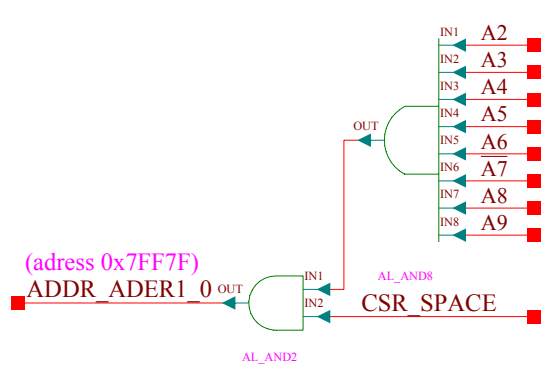 IN1 A2
IN2 A3
IN3 A4
IN4 A5
OUT
IN5 A6
IN6 A̅7̅
IN7 A8
IN8 A9
(adress 0x7FF7F)
ADDR_ADER1_0 OUT
IN1
AL_AND8
IN2 CSR_SPACE
AL_AND2